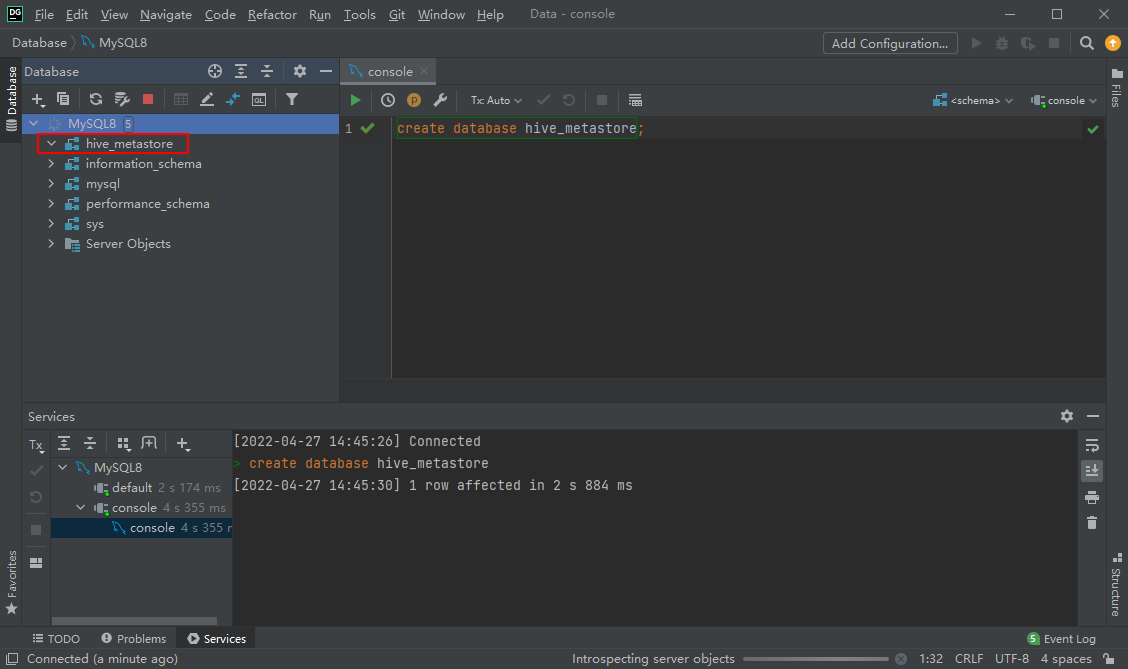 DG File Edit View Navigate Code Refactor Run Tools Git Window Help Data - console
Database MySQL8 Add Configuration...
Database
Database
Files
console
Tx: Auto <schema> console
MySQL8 5
hive_metastore
information_schema
mysql
performance_schema
sys
Server Objects
1 create database hive_metastore;
Services
Tx
MySQL8
default 2 s 174 ms
console 4 s 355 ms
console 4 s 355 r
[2022-04-27 14:45:26] Connected
> create database hive_metastore
[2022-04-27 14:45:30] 1 row affected in 2 s 884 ms
Favorites
Structure
TODO Problems Services 5 Event Log
Connected (a minute ago) Introspecting server objects 1:32 CRLF UTF-8 4 spaces